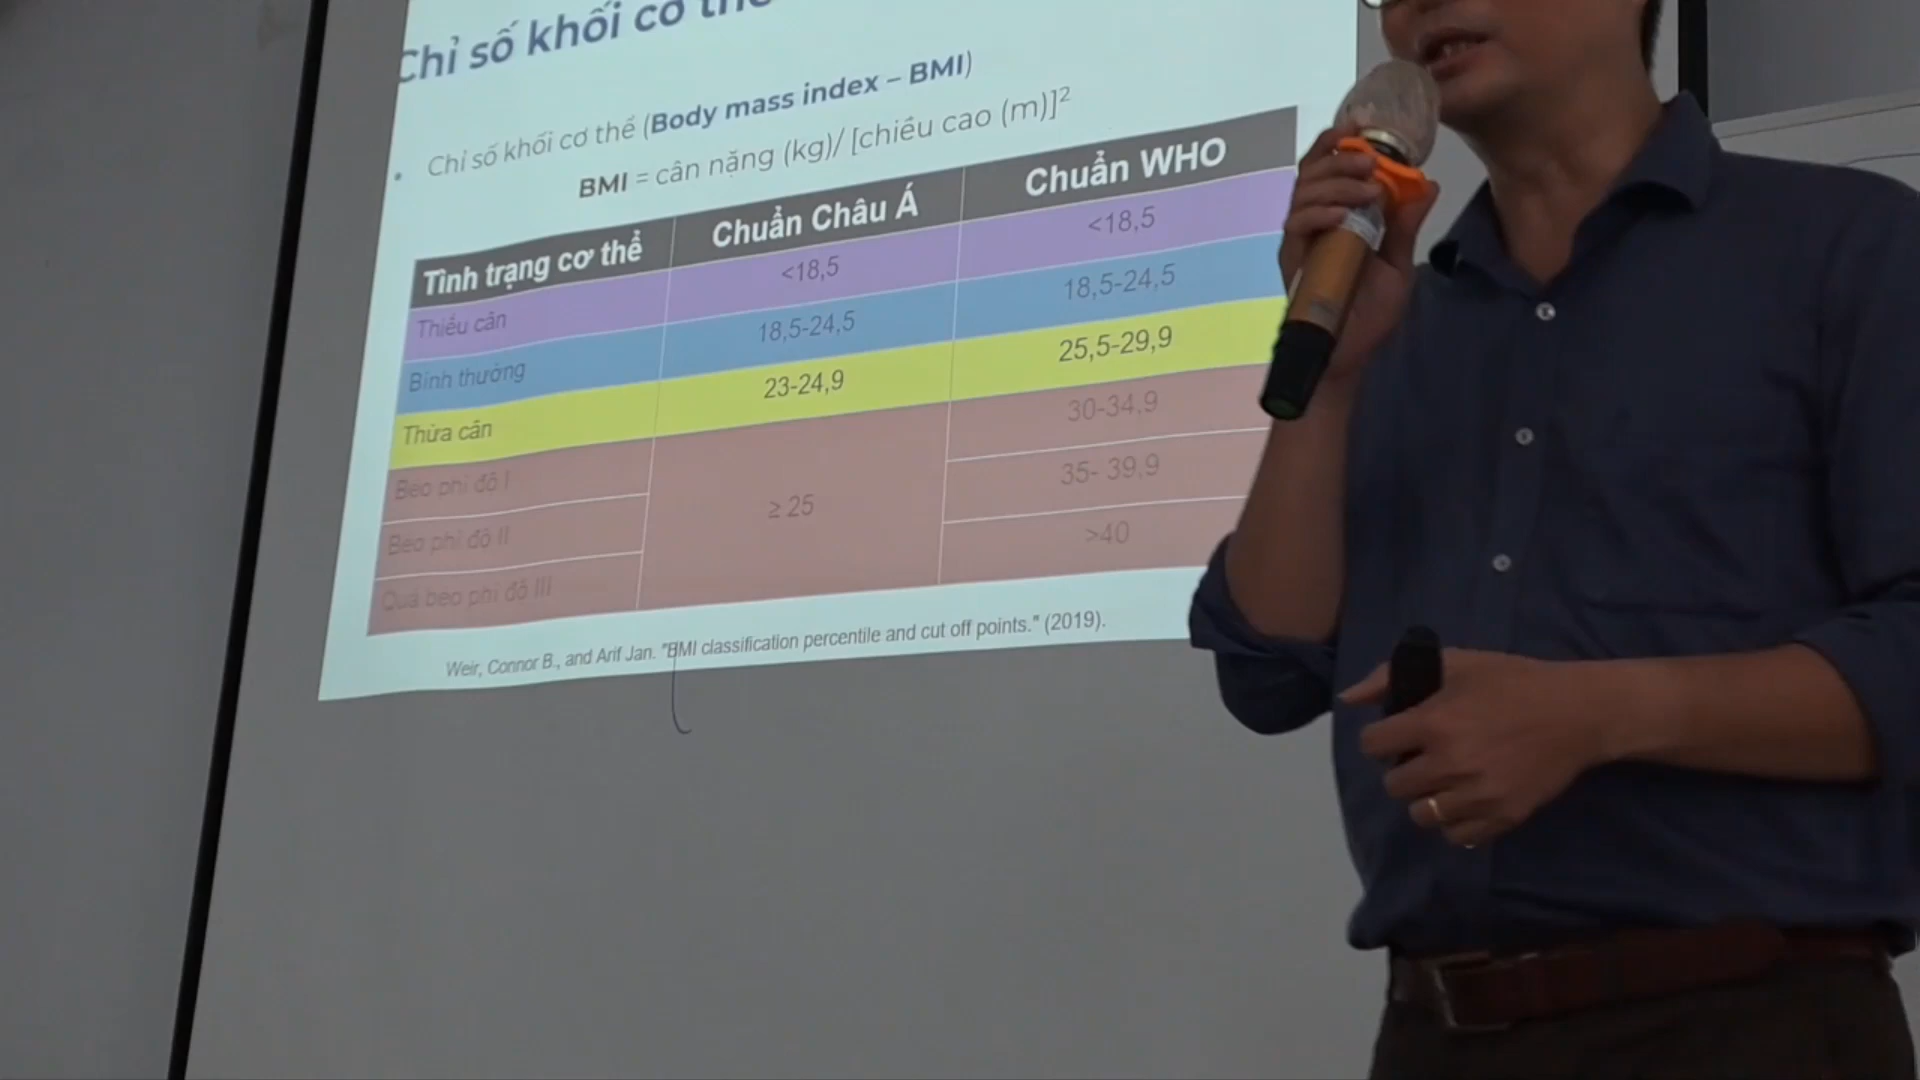 Chỉ số khối cơ thể
• Chỉ số khối cơ thể (Body mass index – BMI)
BMI = cân nặng (kg)/ [chiều cao (m)]²
Tình trạng cơ thể Chuẩn Châu Á Chuẩn WHO
Thiếu cân <18,5 <18,5
Bình thường 18,5-24,5 18,5-24,5
Thừa cân 23-24,9 25,5-29,9
Béo phì độ I ≥ 25 30-34,9
Béo phì độ II 35- 39,9
Quá béo phì độ III >40
Weir, Connor B., and Arif Jan. "BMI classification percentile and cut off points." (2019).